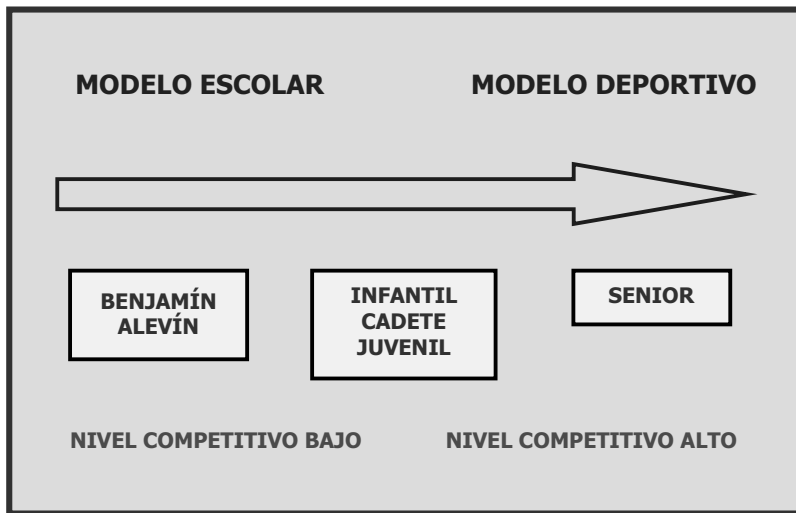 MODELO ESCOLAR
MODELO DEPORTIVO
BENJAMÍN
ALEVÍN
INFANTIL
CADETE
JUVENIL
SENIOR
NIVEL COMPETITIVO BAJO
NIVEL COMPETITIVO ALTO